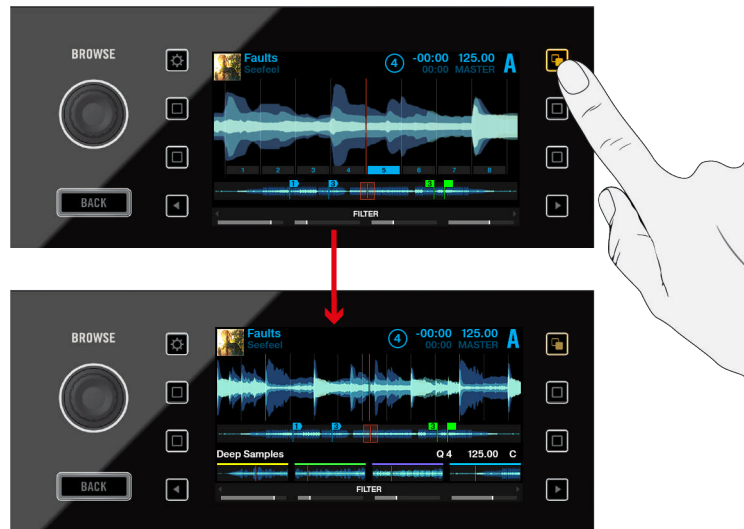 BROWSE
Faults
Seefeel
4
-00:00 125.00
00:00 MASTER
A
1 2 3 4 5 6 7 8
1 3 3
BACK
FILTER
BROWSE
Faults
Seefeel
4
-00:00 125.00
00:00 MASTER
A
1 3 3
Deep Samples Q 4 125.00 C
BACK
FILTER